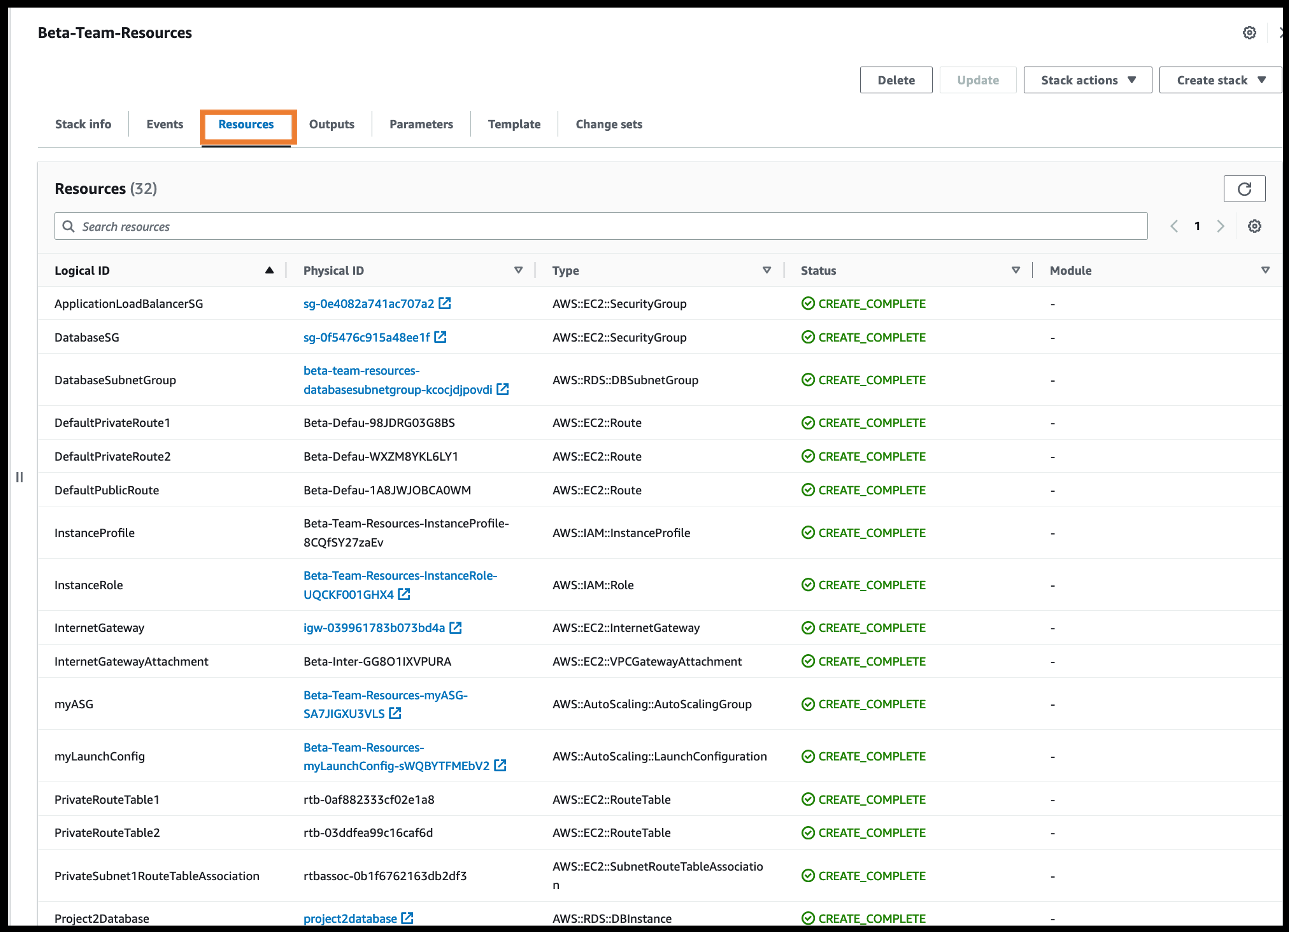 Beta-Team-Resources
Delete Update Stack actions Create stack
Stack info Events Resources Outputs Parameters Template Change sets
Resources (32)
Search resources 1
Logical ID Physical ID Type Status Module
ApplicationLoadBalancerSG sg-0e4082a741ac707a2 AWS::EC2::SecurityGroup CREATE_COMPLETE -
DatabaseSG sg-0f5476c915a48ee1f AWS::EC2::SecurityGroup CREATE_COMPLETE -
beta-team-resources-
DatabaseSubnetGroup databasesubnetgroup-kcocjdjpovdi AWS::RDS::DBSubnetGroup CREATE_COMPLETE -
DefaultPrivateRoute1 Beta-Defau-98JDRG03G8BS AWS::EC2::Route CREATE_COMPLETE -
DefaultPrivateRoute2 Beta-Defau-WXZM8YKL6LY1 AWS::EC2::Route CREATE_COMPLETE -
DefaultPublicRoute Beta-Defau-1A8JWJOBCA0WM AWS::EC2::Route CREATE_COMPLETE -
Beta-Team-Resources-InstanceProfile-
InstanceProfile 8CQfSY27zaEv AWS::IAM::InstanceProfile CREATE_COMPLETE -
Beta-Team-Resources-InstanceRole-
InstanceRole UQCKF001GHX4 AWS::IAM::Role CREATE_COMPLETE -
InternetGateway igw-039961783b073bd4a AWS::EC2::InternetGateway CREATE_COMPLETE -
InternetGatewayAttachment Beta-Inter-GG8O1IXVPURA AWS::EC2::VPCGatewayAttachment CREATE_COMPLETE -
Beta-Team-Resources-myASG-
myASG SA7JIGXU3VLS AWS::AutoScaling::AutoScalingGroup CREATE_COMPLETE -
Beta-Team-Resources-
myLaunchConfig myLaunchConfig-sWQBYTFMEbV2 AWS::AutoScaling::LaunchConfiguration CREATE_COMPLETE -
PrivateRouteTable1 rtb-0af882333cf02e1a8 AWS::EC2::RouteTable CREATE_COMPLETE -
PrivateRouteTable2 rtb-03ddfea99c16caf6d AWS::EC2::RouteTable CREATE_COMPLETE -
PrivateSubnet1RouteTableAssociation rtbassoc-0b1f6762163db2df3 AWS::EC2::SubnetRouteTableAssociatio CREATE_COMPLETE -
n
Project2Database project2database AWS::RDS::DBInstance CREATE_COMPLETE -